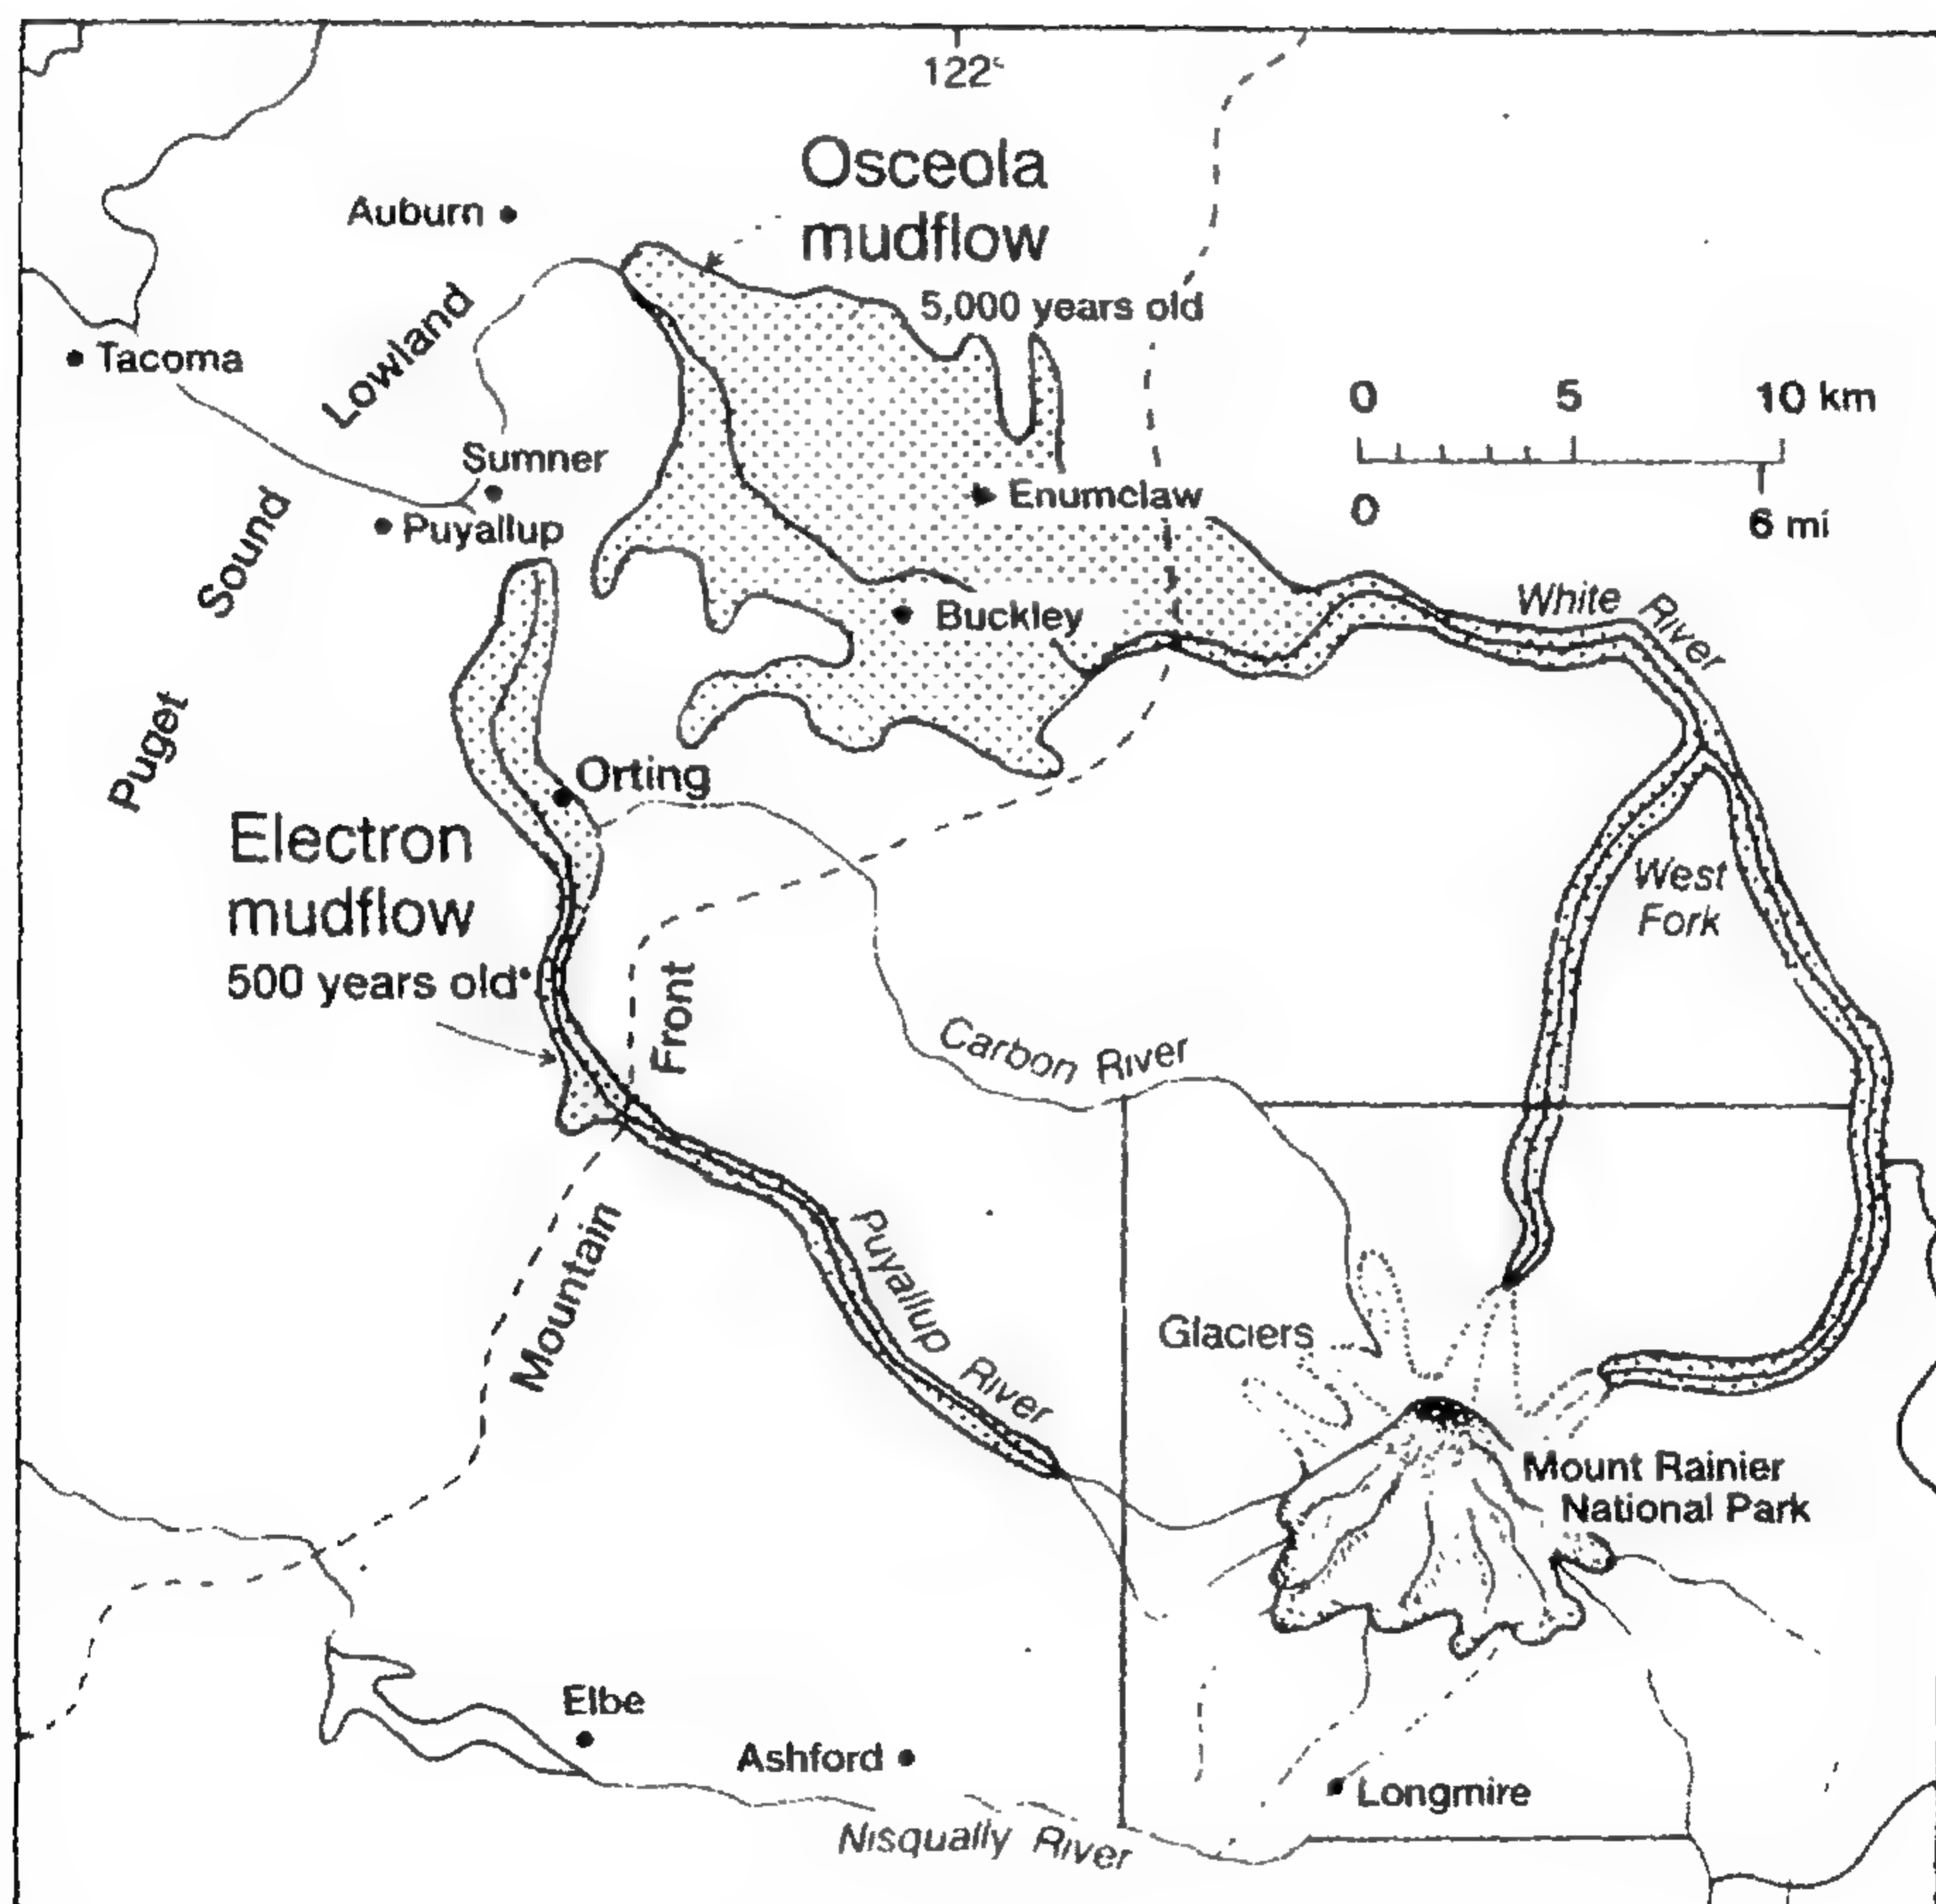 122°
Osceola
mudflow
5,000 years old
Auburn
Lowland
Tacoma
0 5 10 km
0 6 mi
Sumner
Puyallup
Enumclaw
Sound
Buckley
White River
Puget
Orting
Electron
mudflow
500 years old
West
Fork
Front
Carbon River
Mountain
Puyallup River
Glaciers
Mount Rainier
National Park
Elbe
Ashford
Longmire
Nisqually River